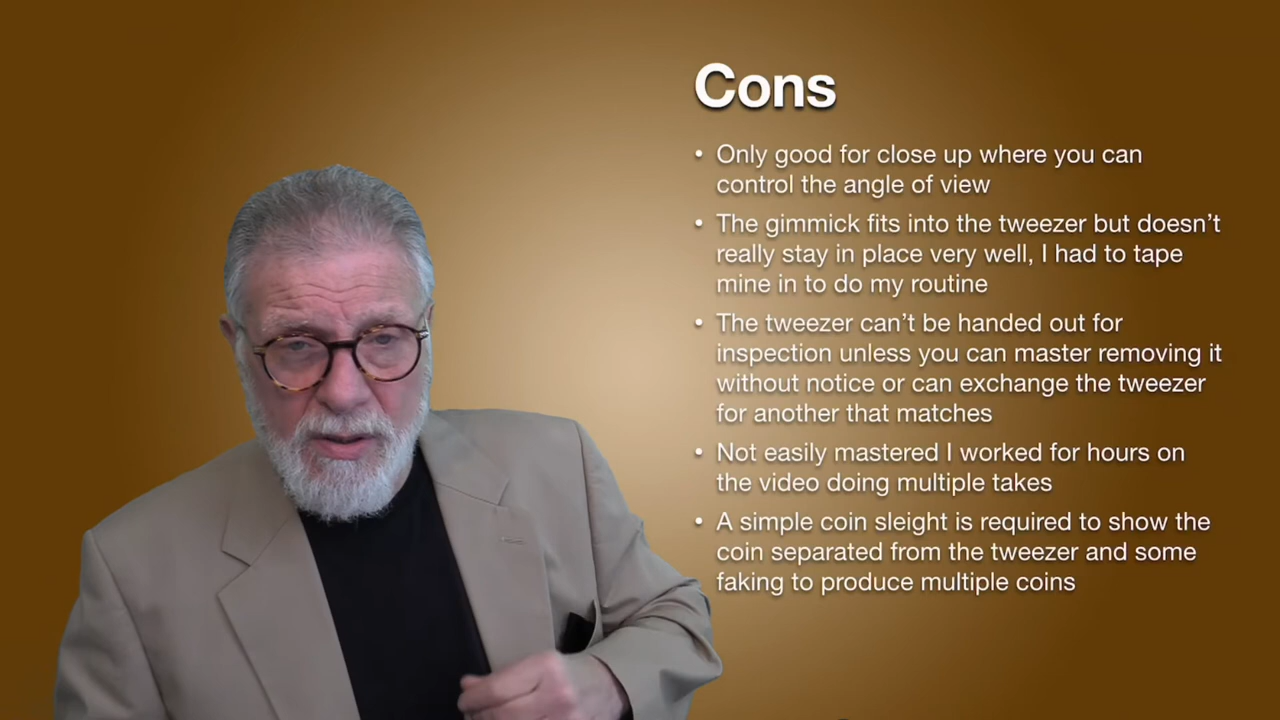 Cons
• Only good for close up where you can
control the angle of view
• The gimmick fits into the tweezer but doesn’t
really stay in place very well, I had to tape
mine in to do my routine
• The tweezer can’t be handed out for
inspection unless you can master removing it
without notice or can exchange the tweezer
for another that matches
• Not easily mastered I worked for hours on
the video doing multiple takes
• A simple coin sleight is required to show the
coin separated from the tweezer and some
faking to produce multiple coins